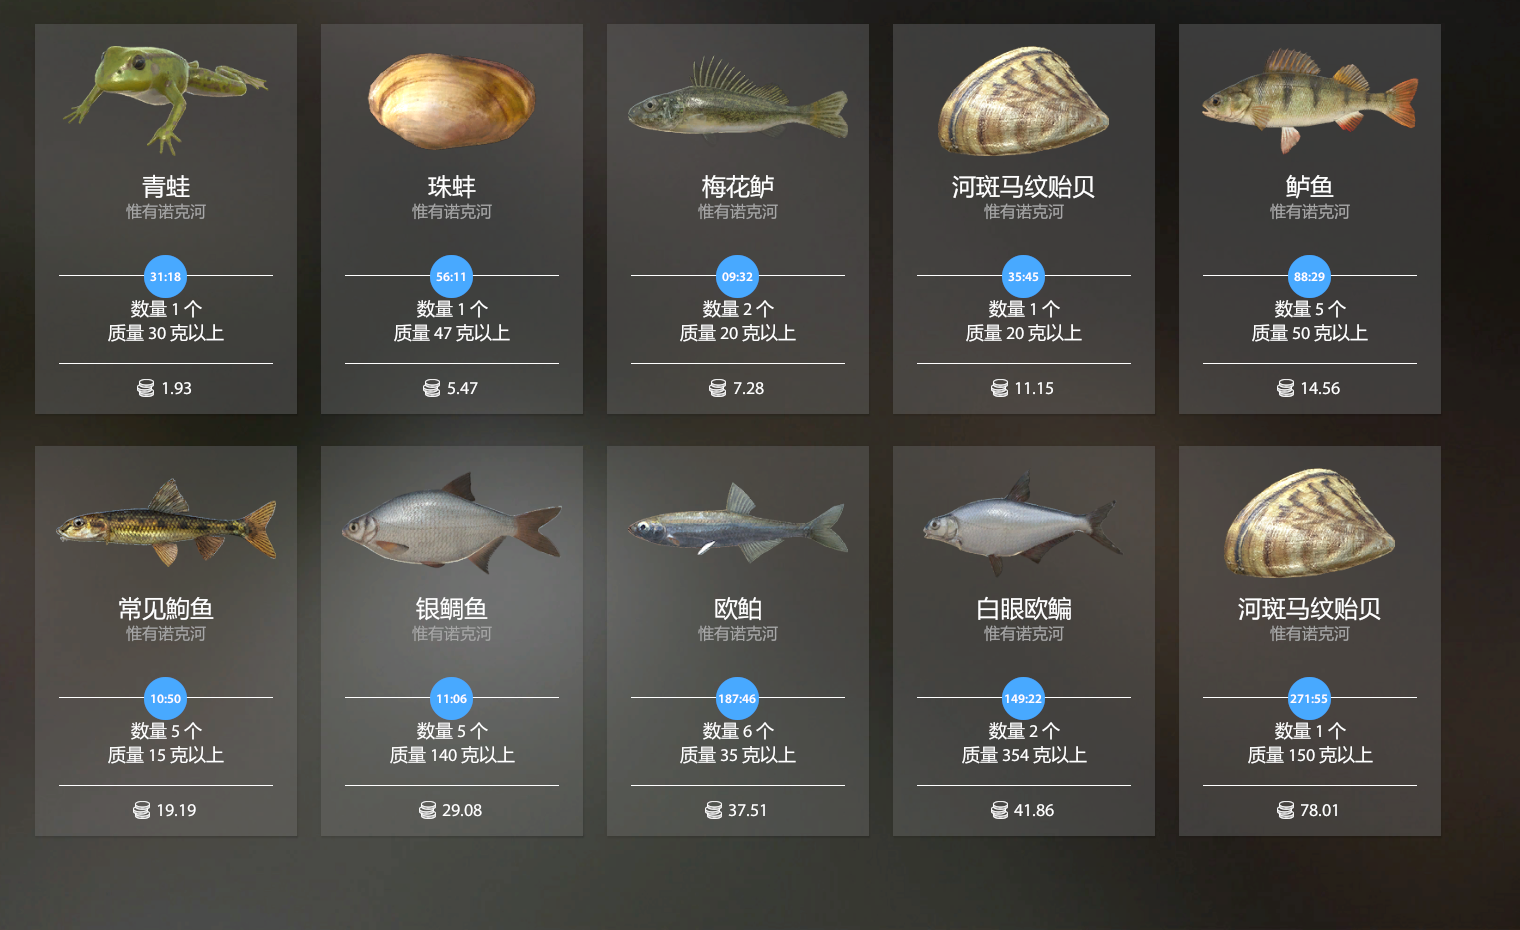 青蛙
惟有诺克河
31:18
数量 1 个
质量 30 克以上
1.93
珠蚌
惟有诺克河
56:11
数量 1 个
质量 47 克以上
5.47
梅花鲈
惟有诺克河
09:32
数量 2 个
质量 20 克以上
7.28
河斑马纹贻贝
惟有诺克河
35:45
数量 1 个
质量 20 克以上
11.15
鲈鱼
惟有诺克河
88:29
数量 5 个
质量 50 克以上
14.56
常见鮈鱼
惟有诺克河
10:50
数量 5 个
质量 15 克以上
19.19
银鲷鱼
惟有诺克河
11:06
数量 5 个
质量 140 克以上
29.08
欧鲌
惟有诺克河
187:46
数量 6 个
质量 35 克以上
37.51
白眼欧鳊
惟有诺克河
149:22
数量 2 个
质量 354 克以上
41.86
河斑马纹贻贝
惟有诺克河
271:55
数量 1 个
质量 150 克以上
78.01